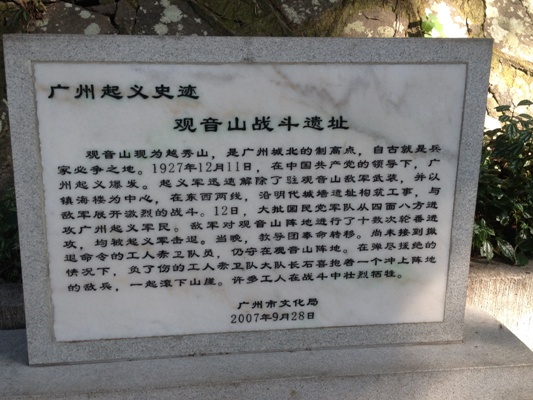 广州起义史迹
观音山战斗遗址
观音山现为越秀山，是广州城北的制高点，自古就是兵
家必争之地。1927年12月11日，在中国共产党的领导下，广
州起义爆发。起义军迅速解除了驻观音山敌军武装，并以
镇海楼为中心，在东西两线，沿明代城墙遗址构筑工事，与
敌军展开激烈的战斗。12日，大批国民党军队从四面八方进
攻广州起义军民。敌军对观音山阵地进行了十数次轮番进
攻，均被起义军击退。当晚，教导团奉命转移。尚未接到撤
退命令的工人赤卫队员，仍守在观音山阵地。在弹尽援绝的
情况下，负了伤的工人赤卫队大队长石喜抱着一个冲上阵地
的敌兵，一起滚下山崖。许多工人在战斗中壮烈牺牲。
广州市文化局
2007年9月28日